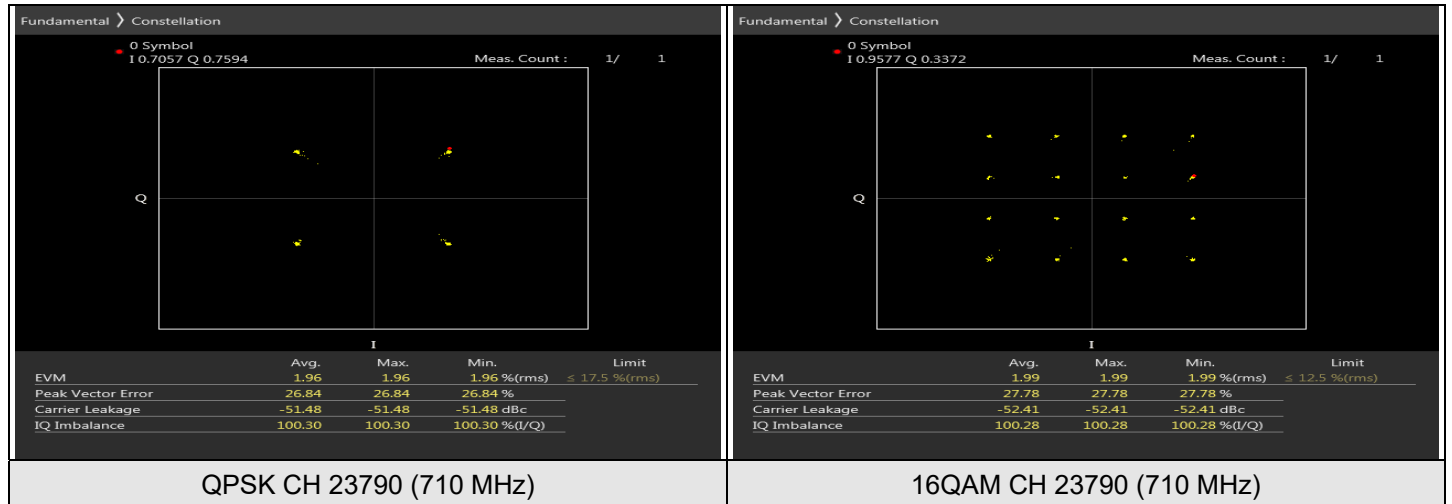 Fundamental ❯ Constellation
0 Symbol
I 0.7057 Q 0.7594 Meas. Count : 1/ 1
Q
I
Avg. Max. Min. Limit
EVM 1.96 1.96 1.96 %(rms) ≤ 17.5 %(rms)
Peak Vector Error 26.84 26.84 26.84 %
Carrier Leakage -51.48 -51.48 -51.48 dBc
IQ Imbalance 100.30 100.30 100.30 %(I/Q)
QPSK CH 23790 (710 MHz)
Fundamental ❯ Constellation
0 Symbol
I 0.9577 Q 0.3372 Meas. Count : 1/ 1
Q
I
Avg. Max. Min. Limit
EVM 1.99 1.99 1.99 %(rms) ≤ 12.5 %(rms)
Peak Vector Error 27.78 27.78 27.78 %
Carrier Leakage -52.41 -52.41 -52.41 dBc
IQ Imbalance 100.28 100.28 100.28 %(I/Q)
16QAM CH 23790 (710 MHz)